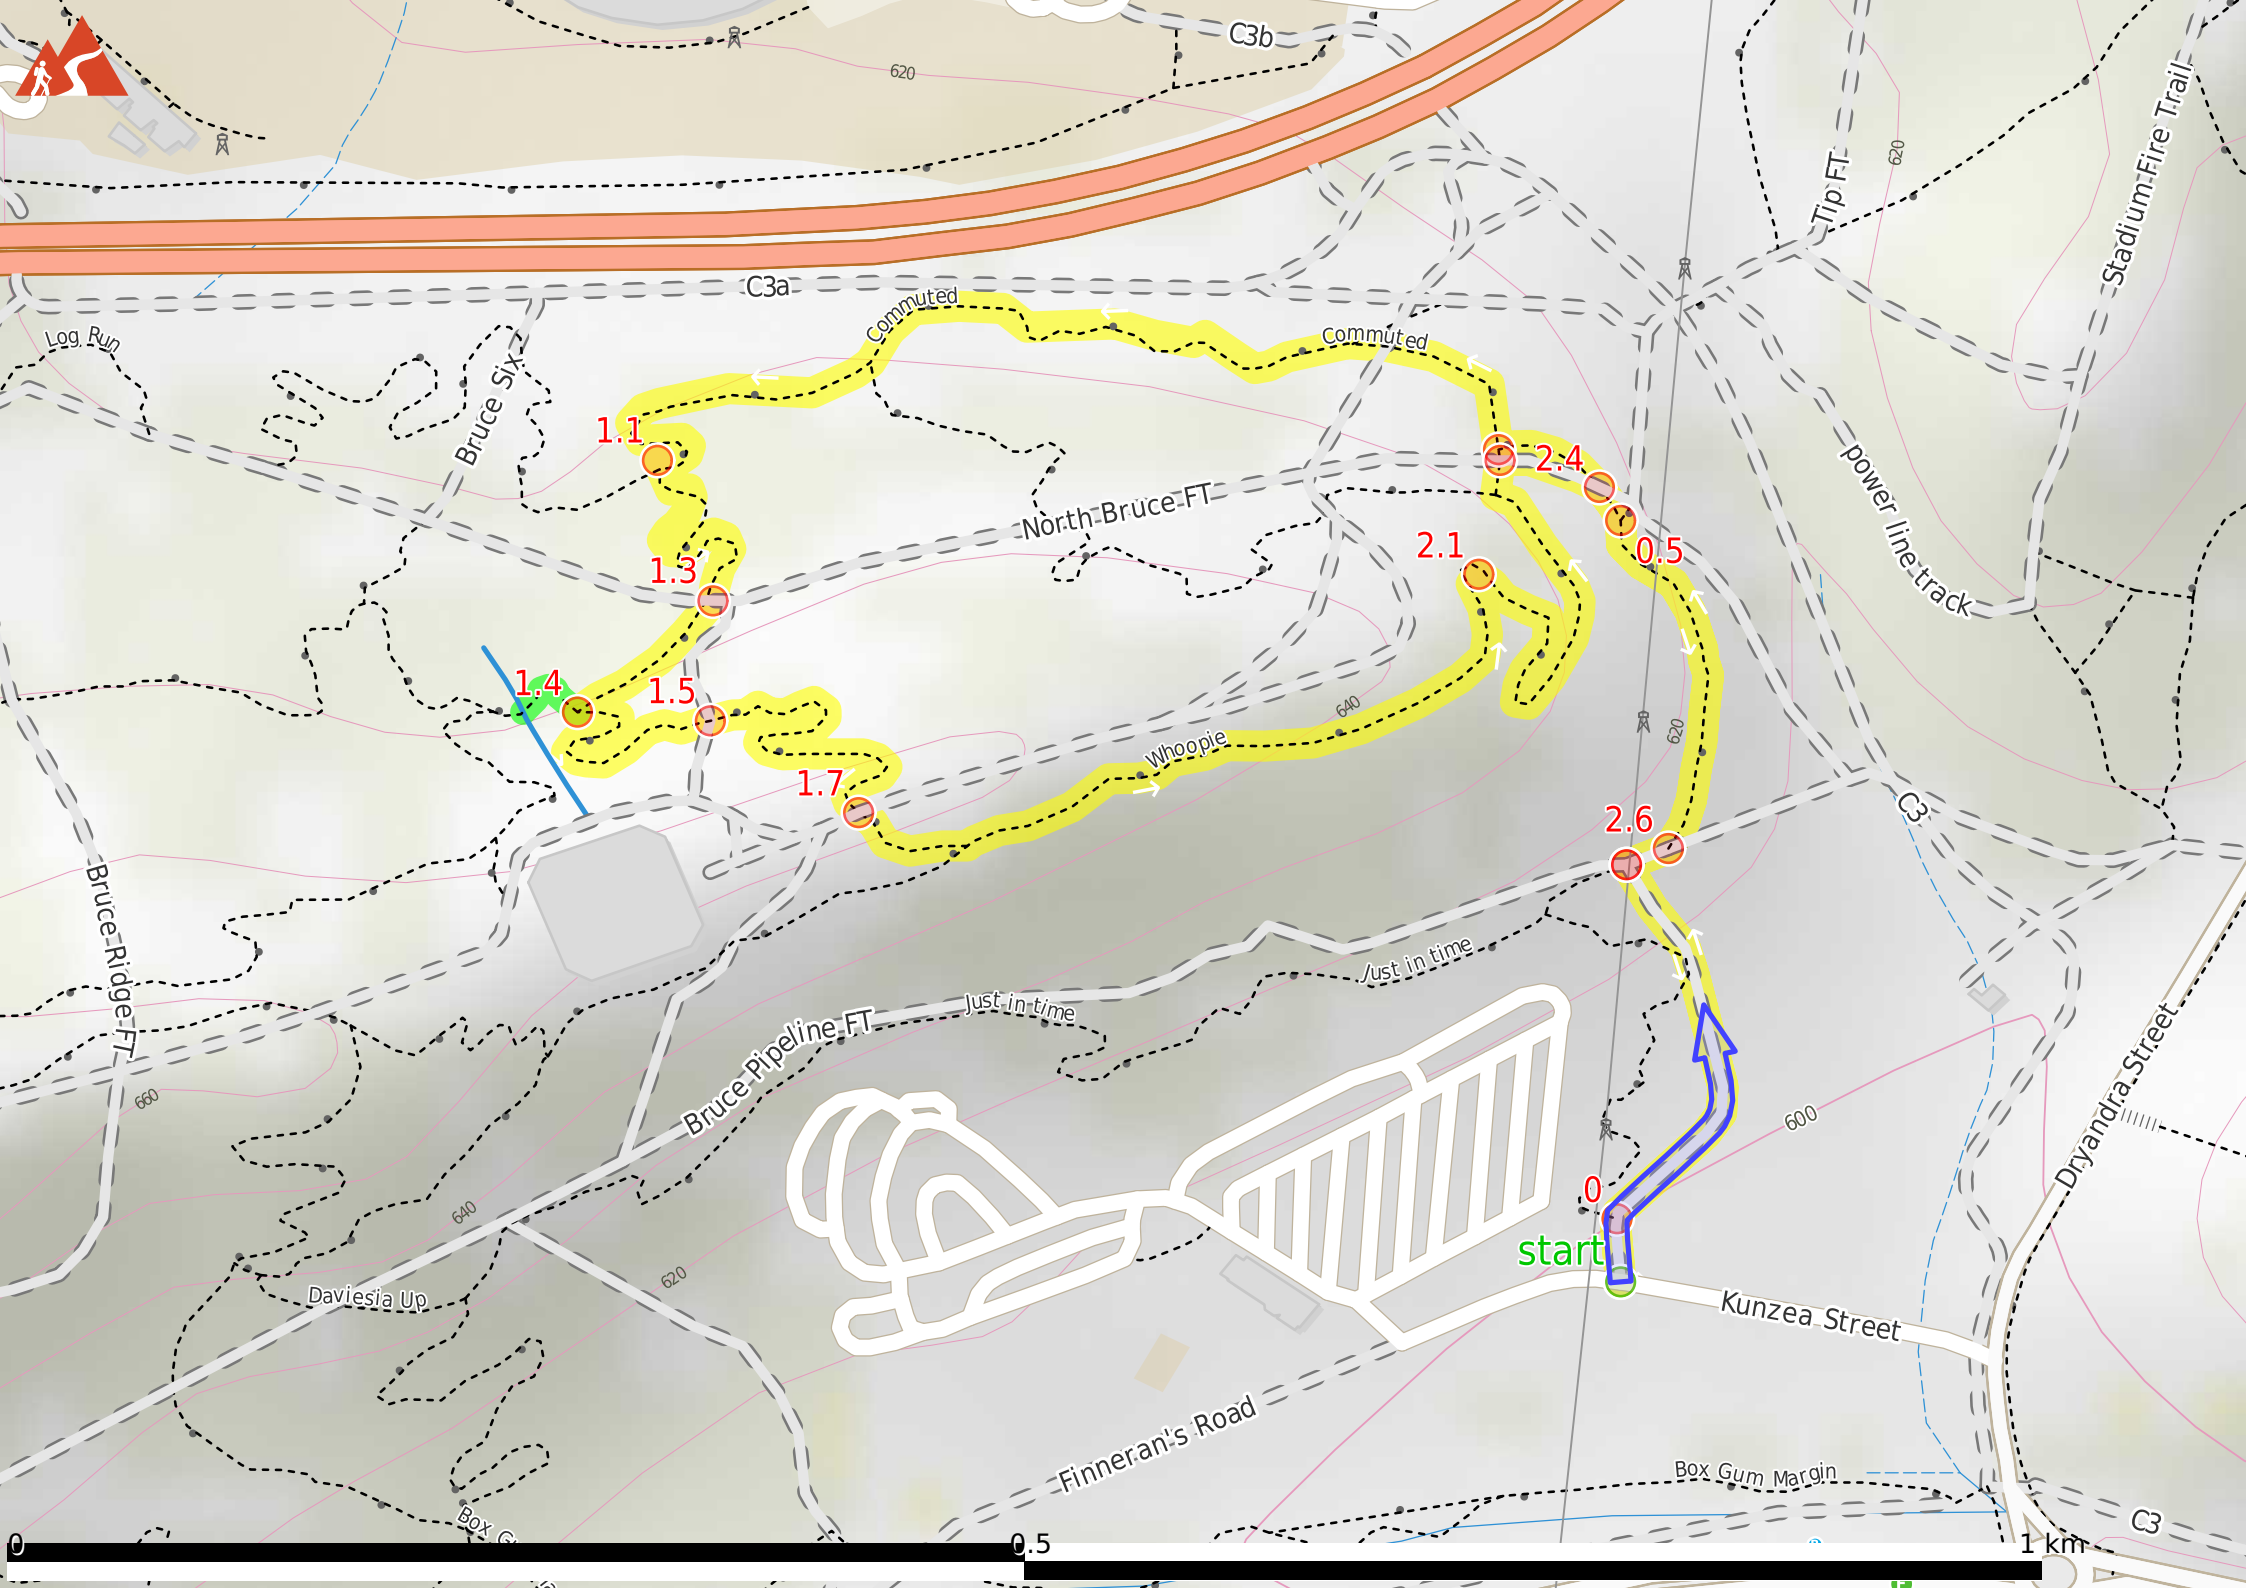 C3b
620
620
Tip FT
Stadium Fire Trail
C3a
Commuted
Commuted
Log Run
Bruce Six
1.1
2.4
power line track
North Bruce FT
2.1
0.5
1.3
1.4
1.5
640
620
Whoopie
1.7
2.6
C3
Bruce Ridge FT
Just in time
Just in time
Bruce Pipeline FT
Dryandra Street
660
600
0
640
start
620
Daviesia Up
Kunzea Street
Finneran's Road
Box Gum Margin
C3
0
0.5
1 km